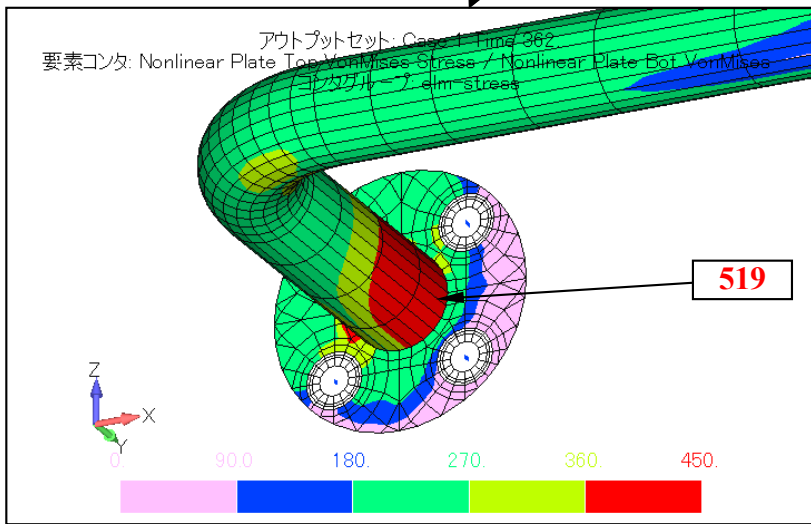 アウトプットセット: Case 1 Time 362.
要素コンタ: Nonlinear Plate Top VonMises Stress / Nonlinear Plate Bot VonMises
コンタグループ: elm-stress
519
Z
X
Y
0. 90.0 180. 270. 360. 450.